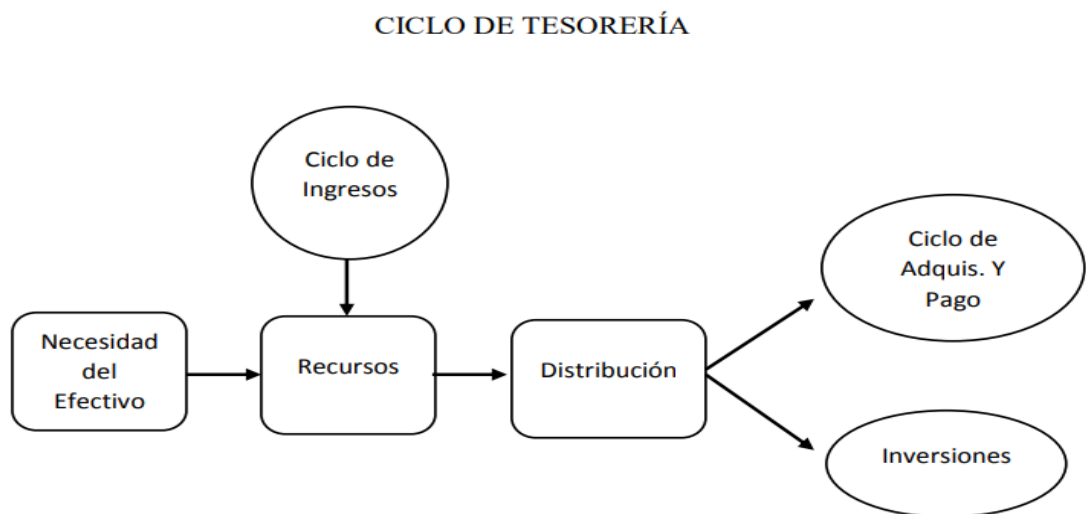 CICLO DE TESORERÍA
Ciclo de
Ingresos
Necesidad
del
Efectivo
Recursos
Distribución
Ciclo de
Adquis. Y
Pago
Inversiones